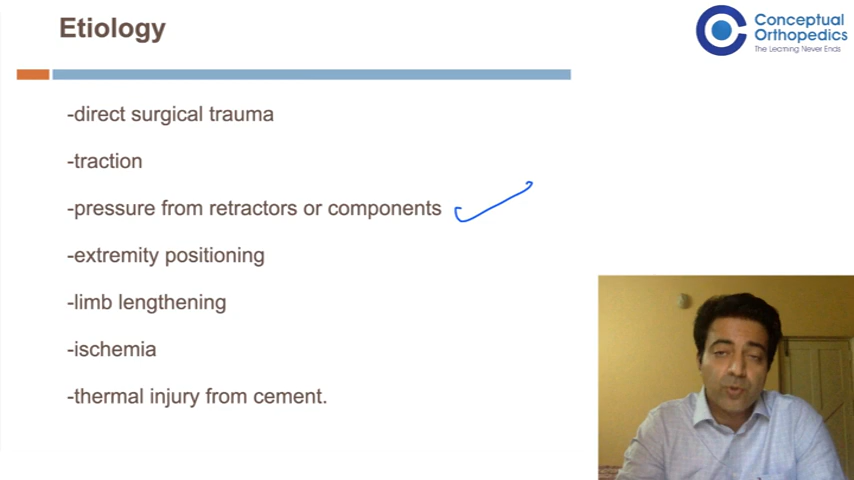 Etiology
Conceptual
Orthopedics
The Learning Never Ends
-direct surgical trauma
-traction
-pressure from retractors or components
-extremity positioning
-limb lengthening
-ischemia
-thermal injury from cement.